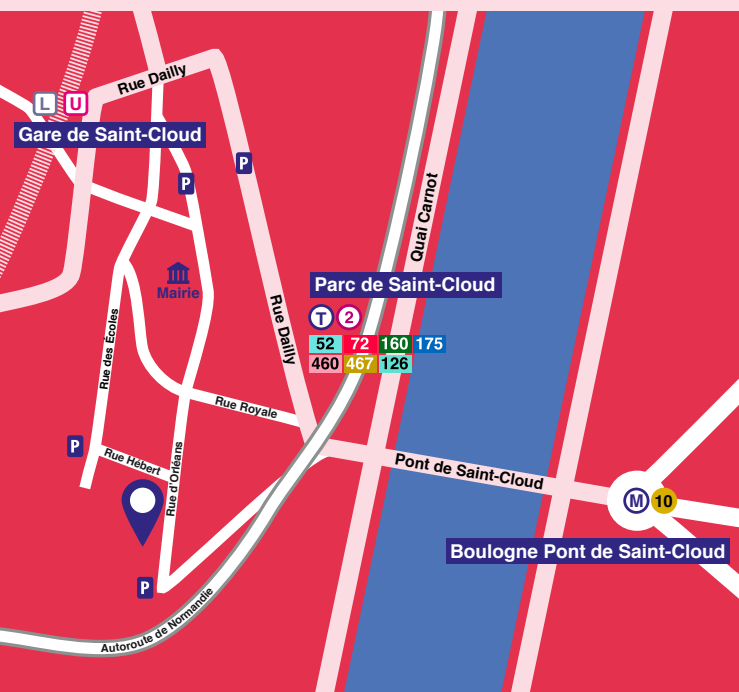 Rue Dailly
L U
Gare de Saint-Cloud
P
P
Quai Carnot
Mairie
Parc de Saint-Cloud
T 2
52 72 160 175
460 467 126
Rue Dailly
Rue des Écoles
Rue Royale
P
Rue Hébert
Rue d'Orléans
Pont de Saint-Cloud
M 10
Boulogne Pont de Saint-Cloud
P
Autoroute de Normandie